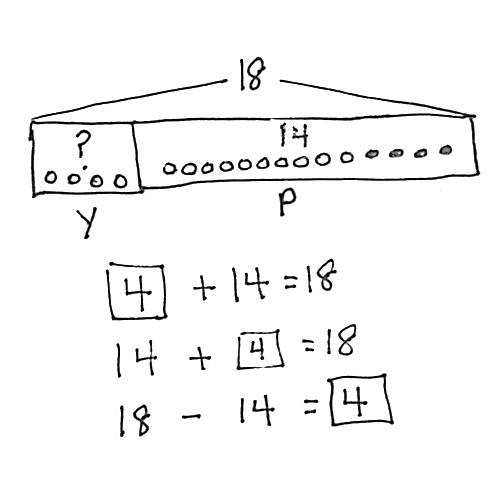 18
? 14
Y P
4 + 14 = 18
14 + 4 = 18
18 - 14 = 4